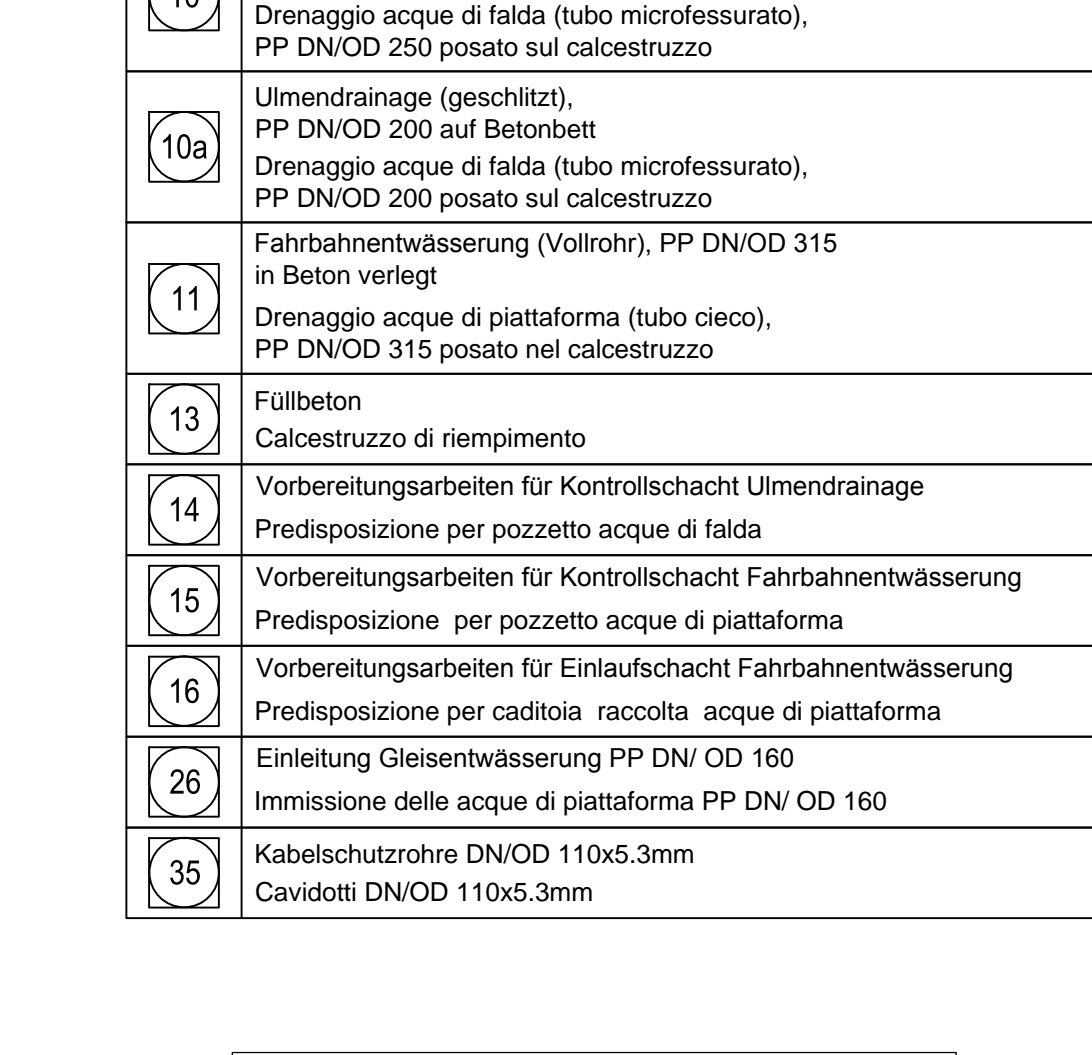 10
Drenaggio acque di falda (tubo microfessurato),
PP DN/OD 250 posato sul calcestruzzo
10a
Ulmendrainage (geschlitzt),
PP DN/OD 200 auf Betonbett
Drenaggio acque di falda (tubo microfessurato),
PP DN/OD 200 posato sul calcestruzzo
11
Fahrbahnentwässerung (Vollrohr), PP DN/OD 315
in Beton verlegt
Drenaggio acque di piattaforma (tubo cieco),
PP DN/OD 315 posato nel calcestruzzo
13
Füllbeton
Calcestruzzo di riempimento
14
Vorbereitungsarbeiten für Kontrollschacht Ulmendrainage
Predisposizione per pozzetto acque di falda
15
Vorbereitungsarbeiten für Kontrollschacht Fahrbahnentwässerung
Predisposizione per pozzetto acque di piattaforma
16
Vorbereitungsarbeiten für Einlaufschacht Fahrbahnentwässerung
Predisposizione per caditoia raccolta acque di piattaforma
26
Einleitung Gleisentwässerung PP DN/ OD 160
Immissione delle acque di piattaforma PP DN/ OD 160
35
Kabelschutzrohre DN/OD 110x5.3mm
Cavidotti DN/OD 110x5.3mm